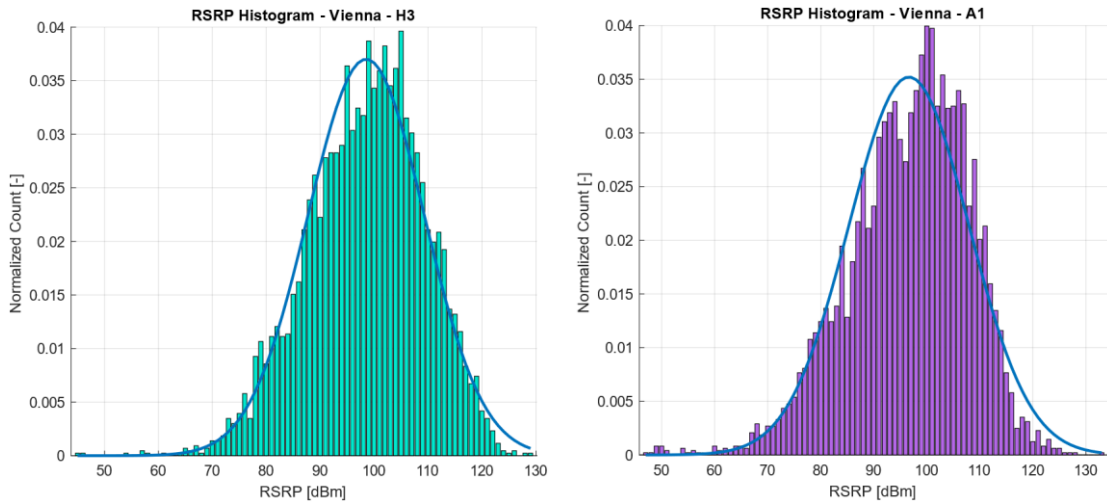 RSRP Histogram - Vienna - H3
Normalized Count [-]
0.04
0.035
0.03
0.025
0.02
0.015
0.01
0.005
0
50 60 70 80 90 100 110 120 130
RSRP [dBm]
RSRP Histogram - Vienna - A1
Normalized Count [-]
0.04
0.035
0.03
0.025
0.02
0.015
0.01
0.005
0
50 60 70 80 90 100 110 120 130
RSRP [dBm]